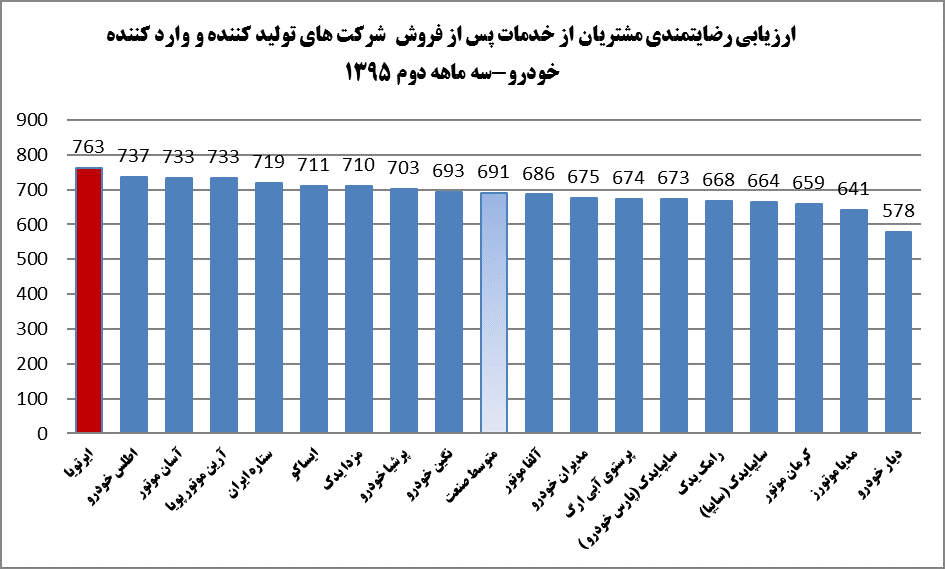 ارزیابی رضایتمندی مشتریان از خدمات پس از فروش شرکت های تولید کننده و وارد کننده
خودرو-سه ماهه دوم ۱۳۹۵
900
800
700
600
500
400
300
200
100
0
763
737
733
733
719
711
710
703
693
691
686
675
674
673
668
664
659
641
578
ایرتویا
اطلس خودرو
آسان موتور
آرین موتور پویا
ستاره ایران
ایساکو
مزدا یدک
پرشیا خودرو
نگین خودرو
متوسط صنعت
آلفا موتور
مدیران خودرو
پرستوی آبی ارگ
سایپایدک (پارس خودرو)
رامک یدک
سایپایدک (سایپا)
کرمان موتور
مدیا موتورز
دیار خودرو